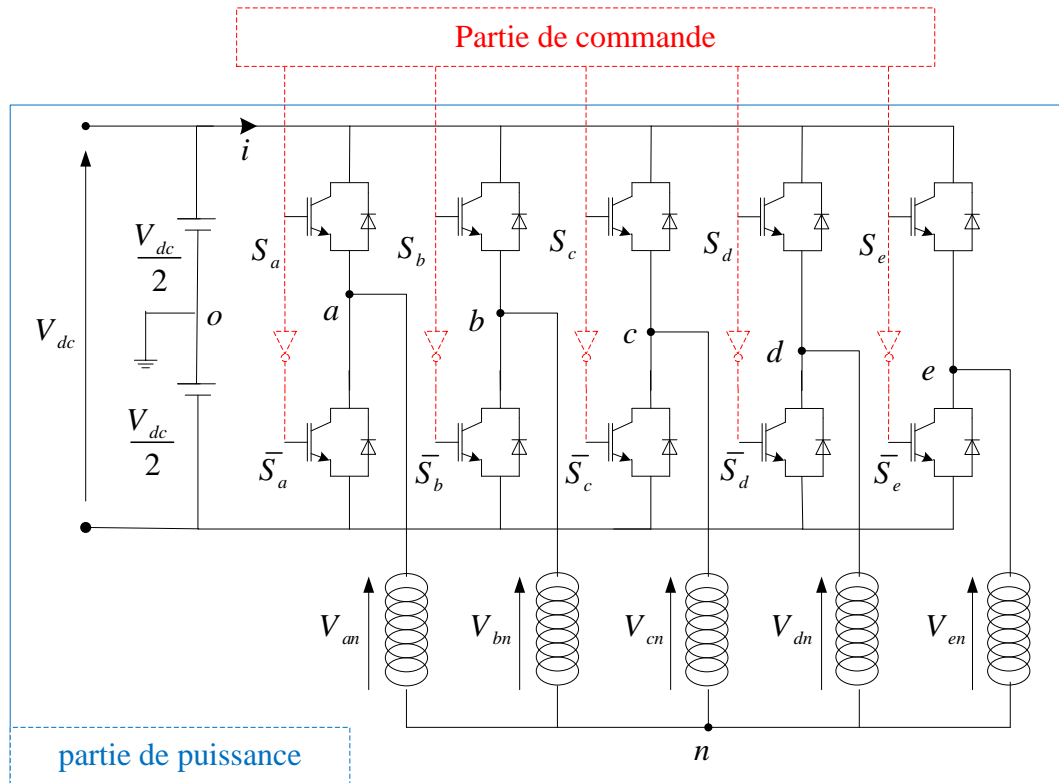 Partie de commande
i
V_dc/2
o
V_dc
V_dc/2
S_a
S_b
S_c
S_d
S_e
a
b
c
d
e
S̅_a
S̅_b
S̅_c
S̅_d
S̅_e
V_an
V_bn
V_cn
V_dn
V_en
n
partie de puissance